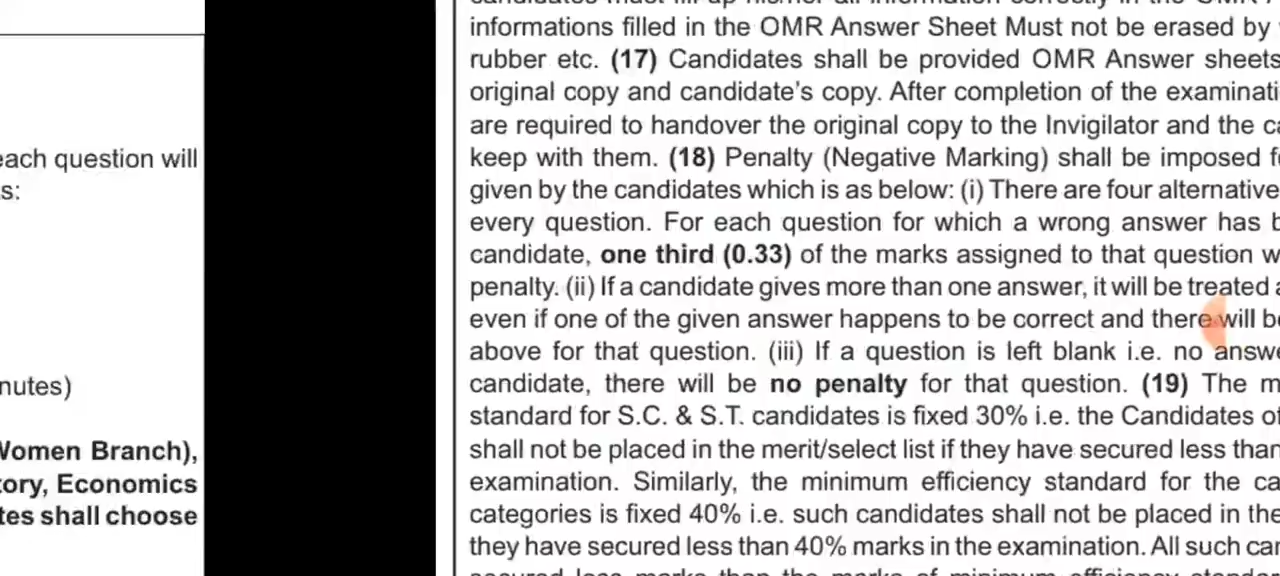 each question will
s:
nutes)
Women Branch),
tory, Economics
tes shall choose
informations filled in the OMR Answer Sheet Must not be erased by
rubber etc. (17) Candidates shall be provided OMR Answer sheets
original copy and candidate's copy. After completion of the examinati
are required to handover the original copy to the Invigilator and the ca
keep with them. (18) Penalty (Negative Marking) shall be imposed f
given by the candidates which is as below: (i) There are four alternative
every question. For each question for which a wrong answer has b
candidate, one third (0.33) of the marks assigned to that question w
penalty. (ii) If a candidate gives more than one answer, it will be treated a
even if one of the given answer happens to be correct and there will be
above for that question. (iii) If a question is left blank i.e. no answe
candidate, there will be no penalty for that question. (19) The m
standard for S.C. & S.T. candidates is fixed 30% i.e. the Candidates of
shall not be placed in the merit/select list if they have secured less than
examination. Similarly, the minimum efficiency standard for the ca
categories is fixed 40% i.e. such candidates shall not be placed in the
they have secured less than 40% marks in the examination. All such can